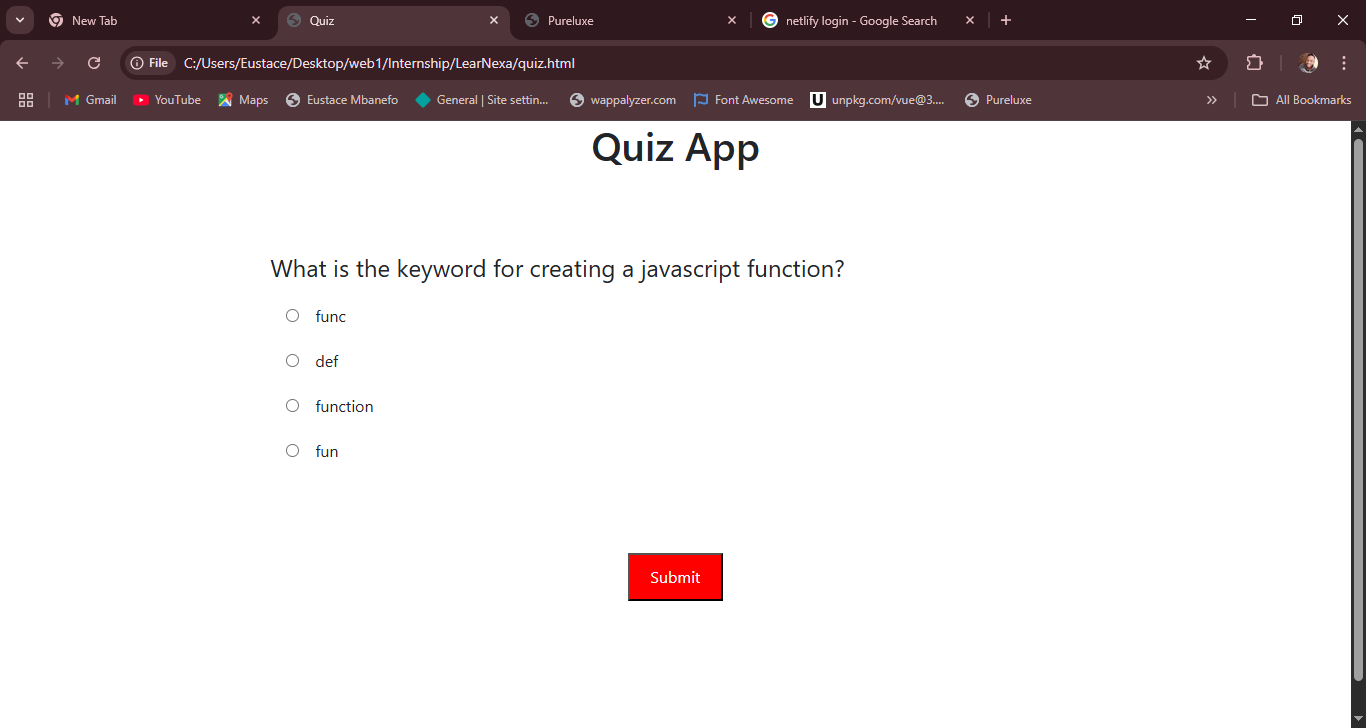 New Tab
Quiz
Pureluxe
netlify login - Google Search
File
C:/Users/Eustace/Desktop/web1/Internship/LearNexa/quiz.html
Gmail
YouTube
Maps
Eustace Mbanefo
General | Site settin...
wappalyzer.com
Font Awesome
unpkg.com/vue@3....
Pureluxe
»
All Bookmarks
Quiz App
What is the keyword for creating a javascript function?
func
def
function
fun
Submit